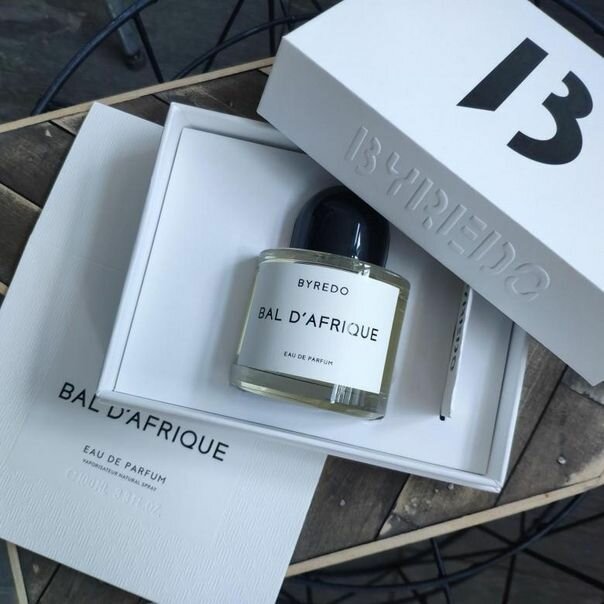 B
BYREDO
BYREDO
BAL D'AFRIQUE
EAU DE PARFUM
BAL D'AFRIQUE
EAU DE PARFUM
VAPORISATEUR NATURAL SPRAY